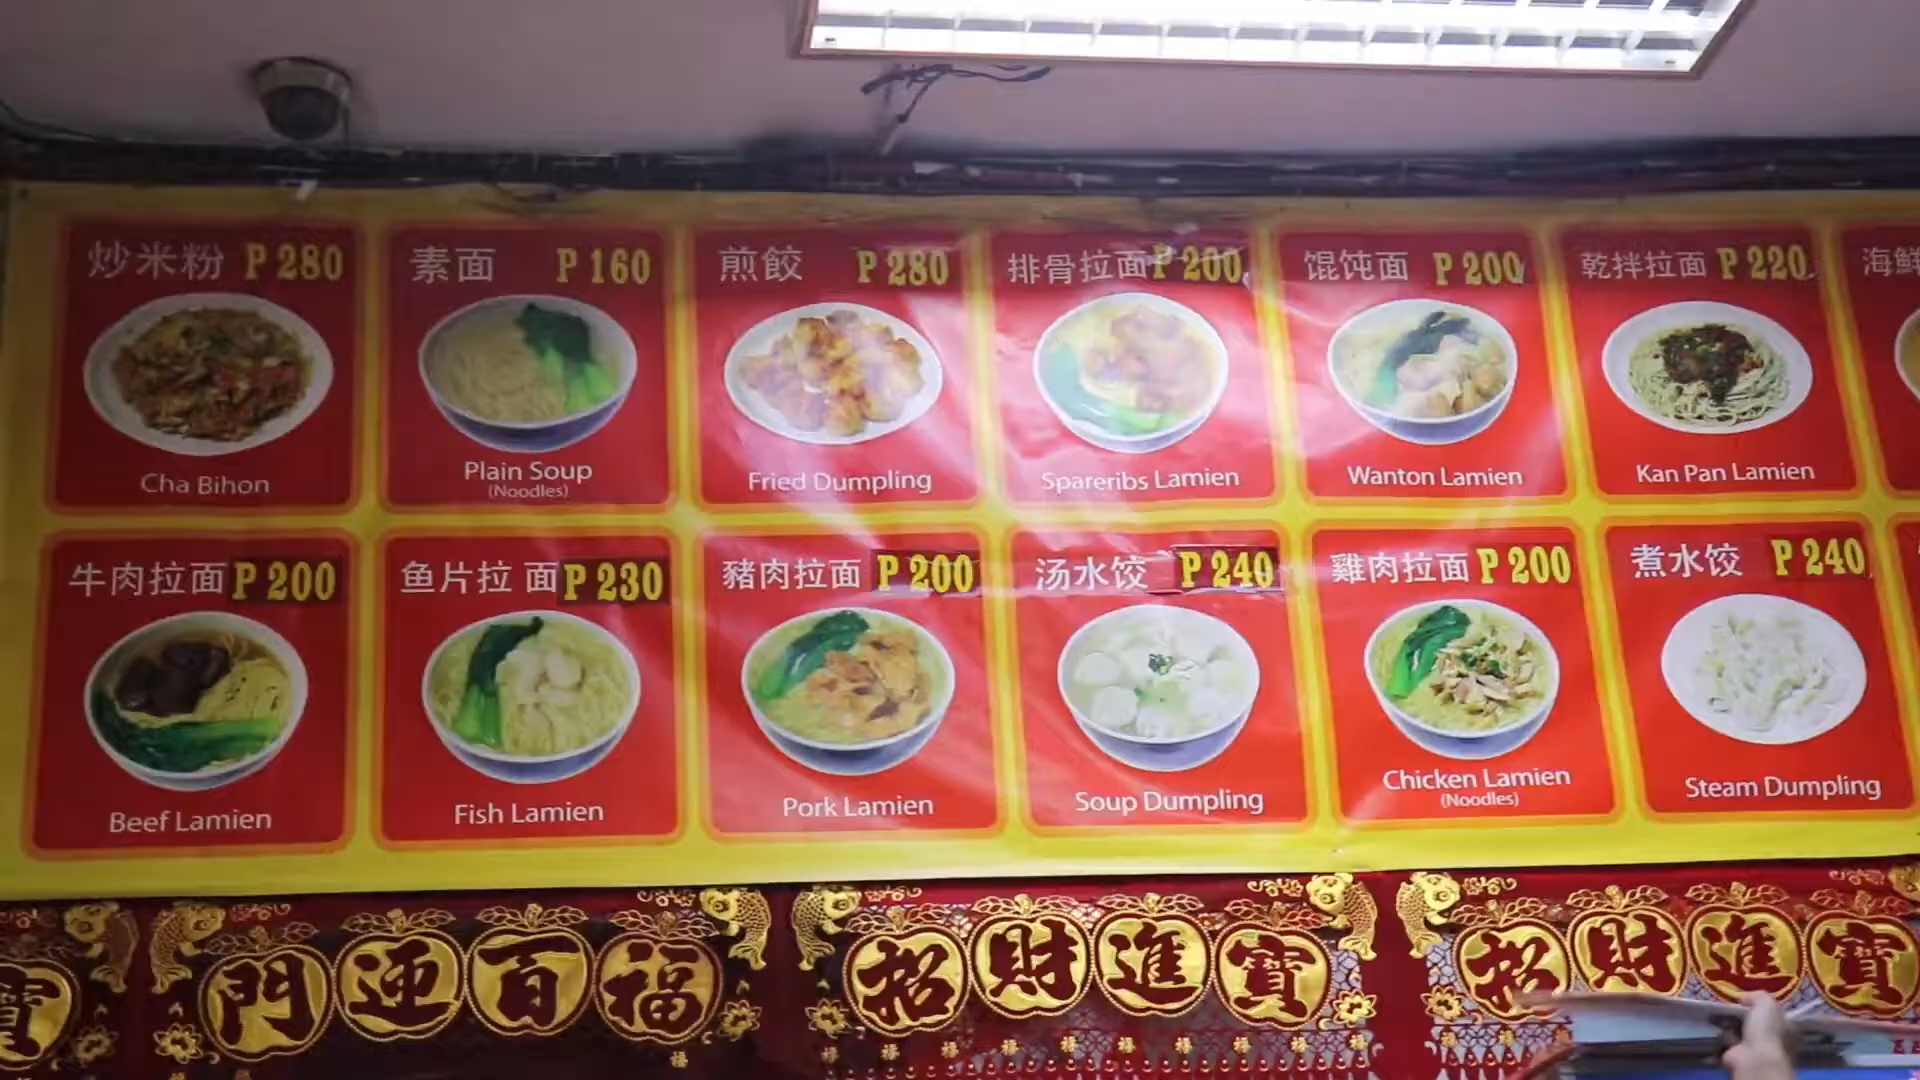 炒米粉 P 280
Cha Bihon
素面 P 160
Plain Soup
(Noodles)
煎餃 P 280
Fried Dumpling
排骨拉面 P 200
Spareribs Lamien
馄饨面 P 200
Wanton Lamien
乾拌拉面 P 220
Kan Pan Lamien
海鮮
牛肉拉面 P 200
Beef Lamien
鱼片拉 面 P 230
Fish Lamien
豬肉拉面 P 200
Pork Lamien
汤水饺 P 240
Soup Dumpling
雞肉拉面 P 200
Chicken Lamien
(Noodles)
煮水饺 P 240
Steam Dumpling
寶
門迎百福
招財進寶
招財進寶